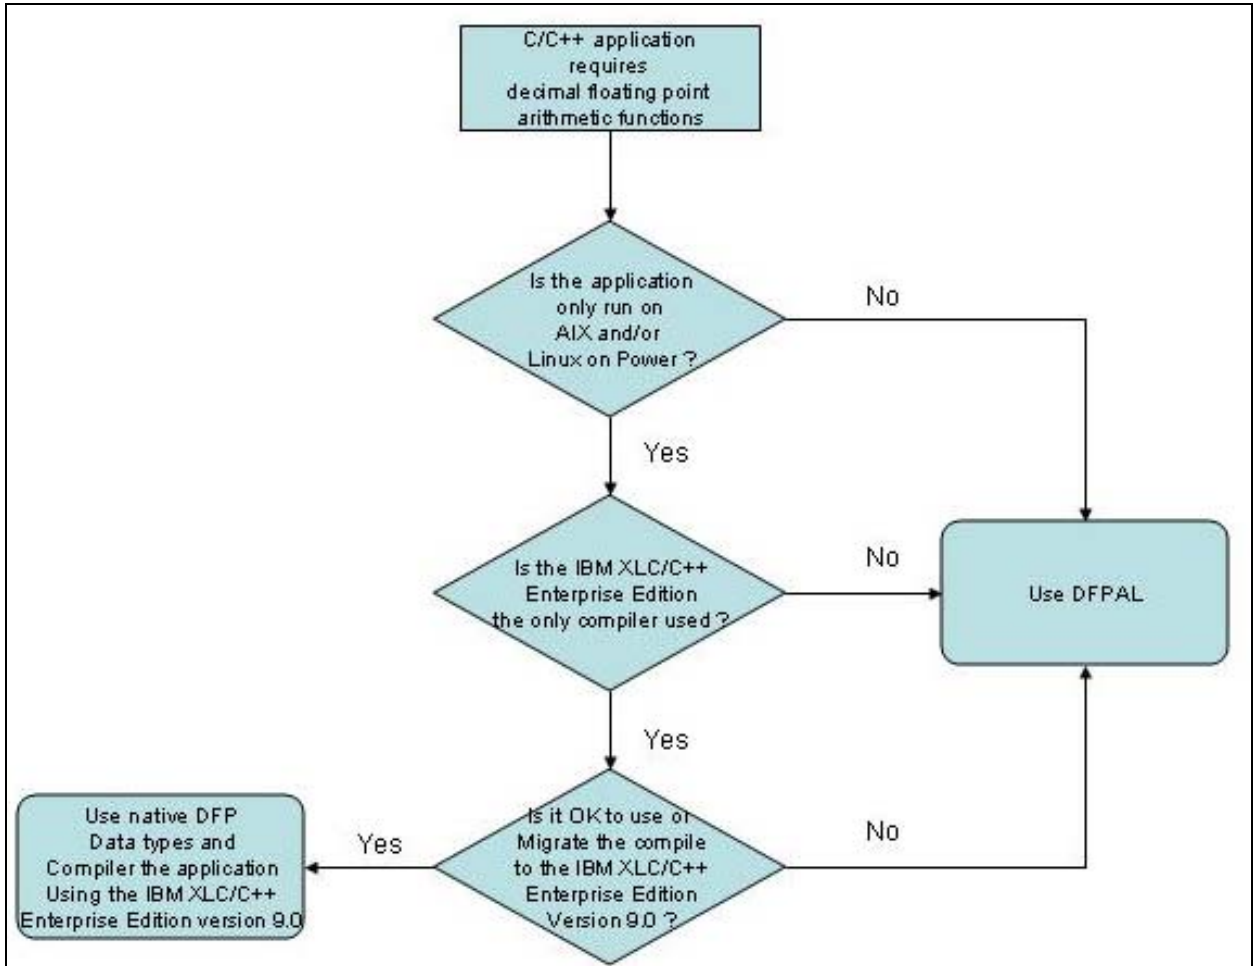 C/C++ application
requires
decimal floating point
arithmetic functions
Is the application
only run on
AIX and/or
Linux on Power ?
No
Yes
Is the IBM XLC/C++
Enterprise Edition
the only compiler used ?
No
Use DFPAL
Yes
Is it OK to use or
Migrate the compile
to the IBM XLC/C++
Enterprise Edition
Version 9.0 ?
No
Yes
Use native DFP
Data types and
Compiler the application
Using the IBM XLC/C++
Enterprise Edition version 9.0